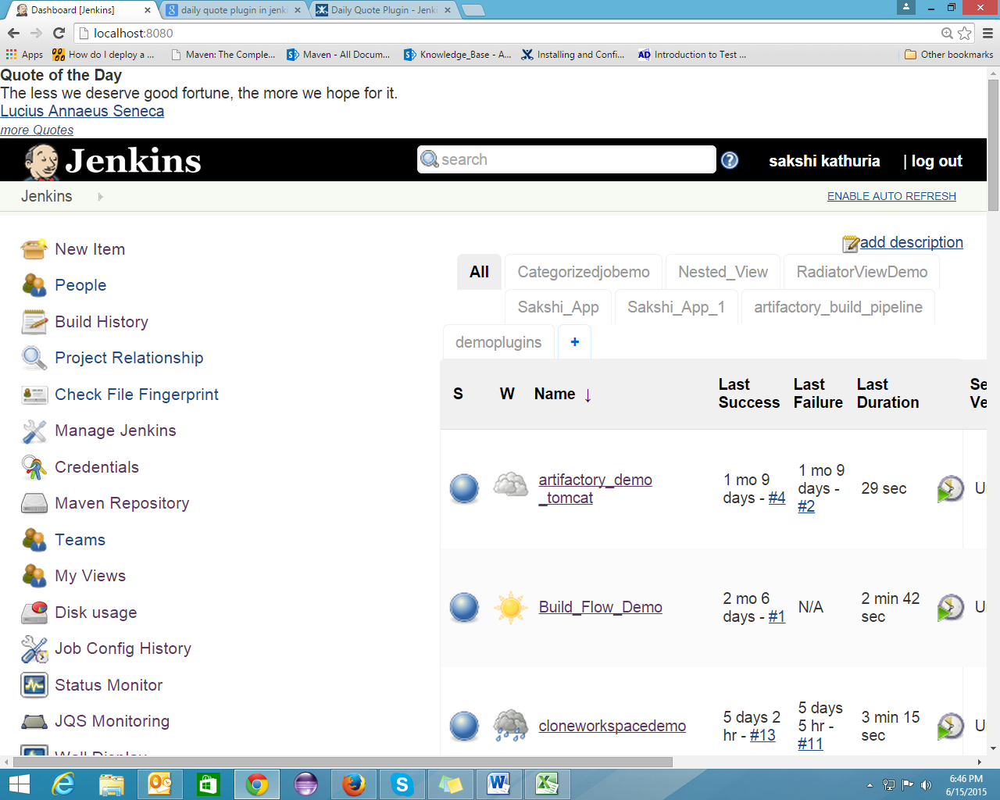 Dashboard [Jenkins]
daily quote plugin in jenki
Daily Quote Plugin - Jenki
localhost:8080
Apps
How do I deploy a ...
Maven: The Comple...
Maven - All Docum...
Knowledge_Base - A...
Installing and Confi...
AD
Introduction to Test ...
Other bookmarks
Quote of the Day
The less we deserve good fortune, the more we hope for it.
Lucius Annaeus Seneca
more Quotes
Jenkins
search
sakshi kathuria
| log out
Jenkins
ENABLE AUTO REFRESH
add description
New Item
People
Build History
Project Relationship
Check File Fingerprint
Manage Jenkins
Credentials
Maven Repository
Teams
My Views
Disk usage
Job Config History
Status Monitor
JQS Monitoring
Wall Display
All
Categorizedjobemo
Nested_View
RadiatorViewDemo
Sakshi_App
Sakshi_App_1
artifactory_build_pipeline
demoplugins
+
S
W
Name ↓
Last
Success
Last
Failure
Last
Duration
Se
Ve
artifactory_demo
_tomcat
1 mo 9
days - #4
1 mo 9
days -
#2
29 sec
Build_Flow_Demo
2 mo 6
days - #1
N/A
2 min 42
sec
cloneworkspacedemo
5 days 2
hr - #13
5 days
5 hr -
#11
3 min 15
sec
6:46 PM
6/15/2015